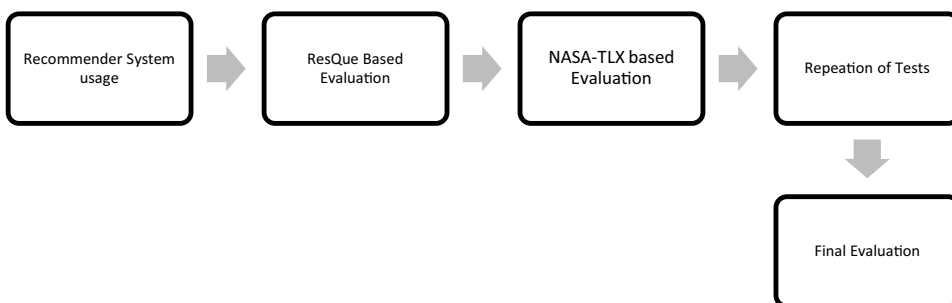 Recommender System
usage
ResQue Based
Evaluation
NASA-TLX based
Evaluation
Repeation of Tests
Final Evaluation